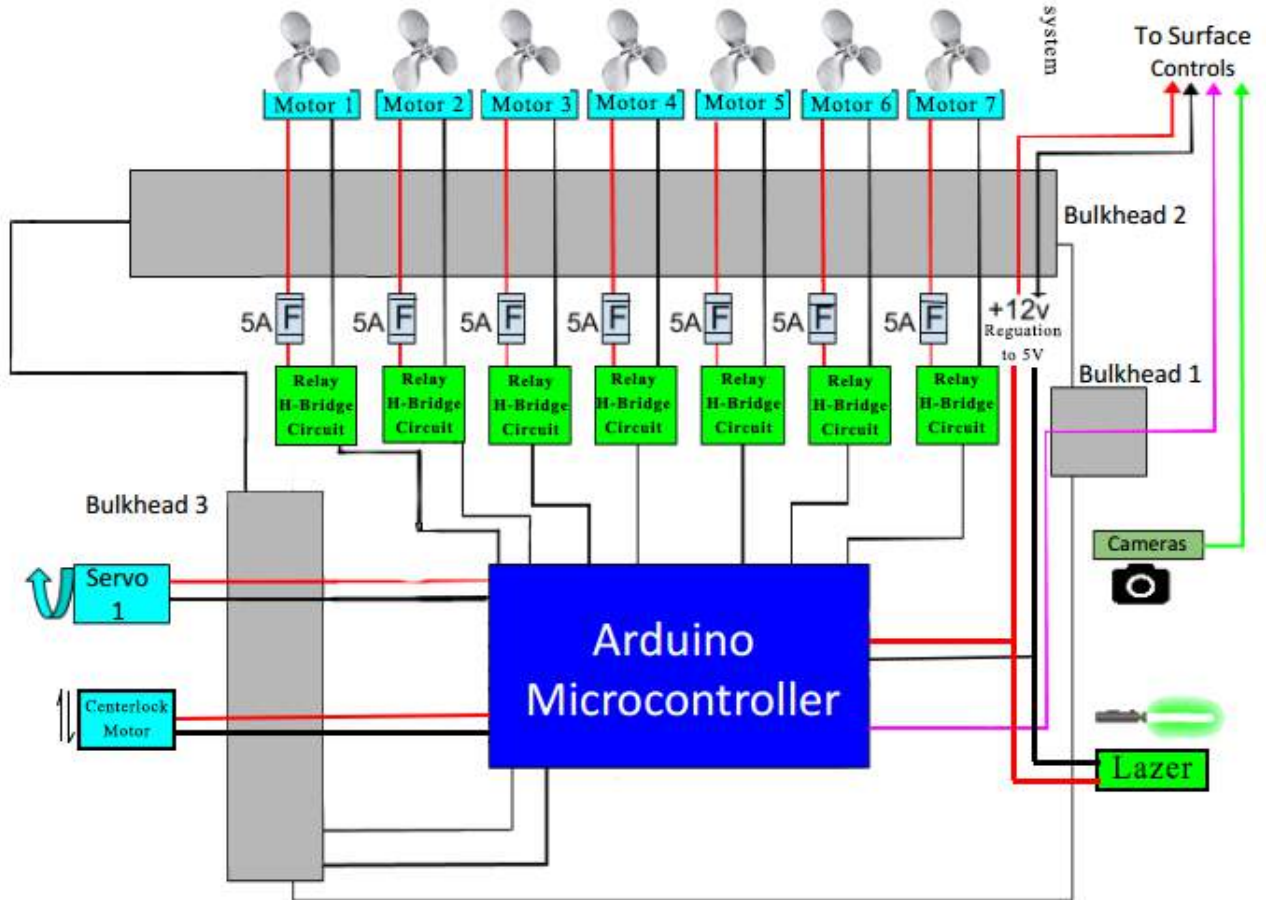 system
To Surface
Controls
Motor 1
Motor 2
Motor 3
Motor 4
Motor 5
Motor 6
Motor 7
Bulkhead 2
5A F
5A F
5A F
5A F
5A F
5A F
5A F
+12v
Reguation
to 5V
Bulkhead 1
Relay
H-Bridge
Circuit
Relay
H-Bridge
Circuit
Relay
H-Bridge
Circuit
Relay
H-Bridge
Circuit
Relay
H-Bridge
Circuit
Relay
H-Bridge
Circuit
Relay
H-Bridge
Circuit
Bulkhead 3
Cameras
Servo
1
Arduino
Microcontroller
Centerlock
Motor
Lazer